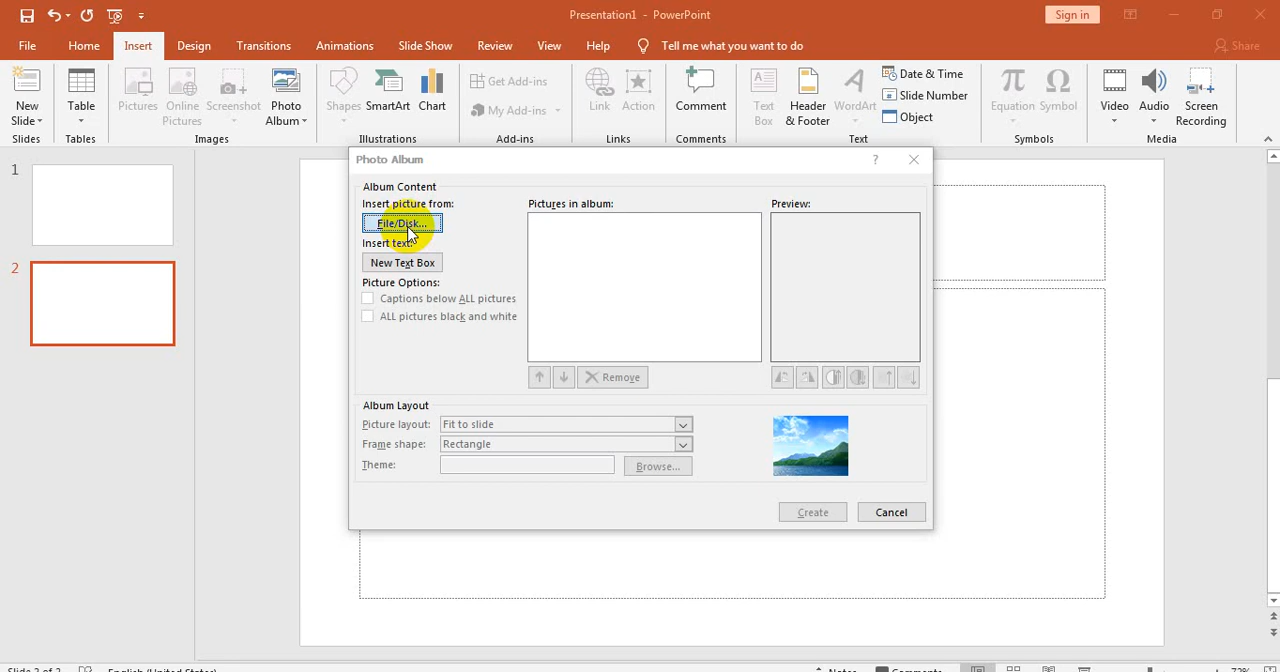 Presentation1 - PowerPoint
Sign in
File Home Insert Design Transitions Animations Slide Show Review View Help Tell me what you want to do Share
New Slide
Table
Pictures
Online Pictures
Screenshot
Photo Album
Shapes
SmartArt
Chart
Get Add-ins
My Add-ins
Link
Action
Comment
Text Box
Header & Footer
WordArt
Date & Time
Slide Number
Object
Equation
Symbol
Video
Audio
Screen Recording
Slides Tables Images Illustrations Add-ins Links Comments Text Symbols Media
1
2
Photo Album
?
Album Content
Insert picture from:
File/Disk...
Insert text:
New Text Box
Picture Options:
Captions below ALL pictures
ALL pictures black and white
Pictures in album:
Remove
Preview:
Album Layout
Picture layout: Fit to slide
Frame shape: Rectangle
Theme:
Browse...
Create
Cancel
Slide 2 of 2
English (United States)
Notes
Comments
72%